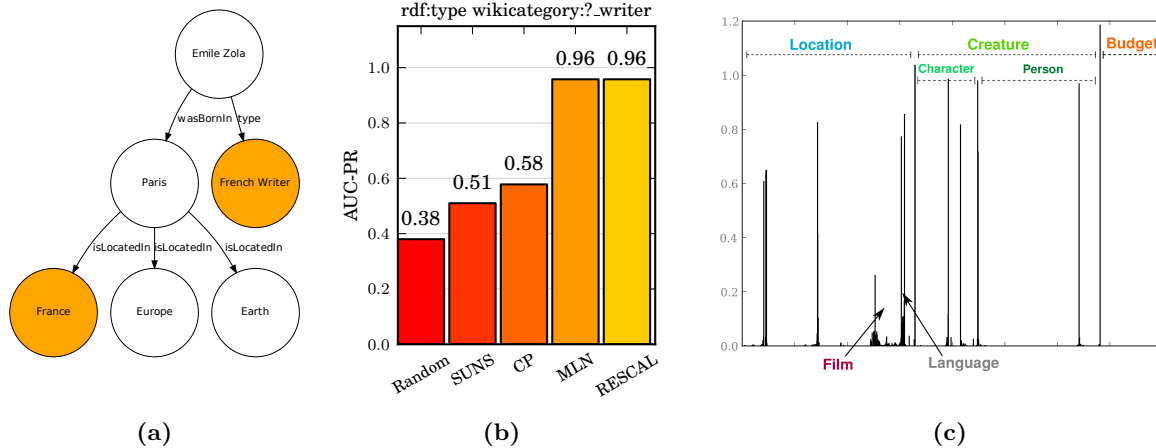 Emile Zola
wasBornIn type
Paris
French Writer
isLocatedIn isLocatedIn isLocatedIn
France
Europe
Earth
(a)
rdf:type wikicategory:?_writer
AUC-PR
1.0
0.8
0.6
0.4
0.2
0.0
0.38
0.51
0.58
0.96
0.96
Random
SUNS
CP
MLN
RESCAL
(b)
1.2
1.0
0.8
0.6
0.4
0.2
0.0
Location
Creature
Budget
Character
Person
Film
Language
(c)